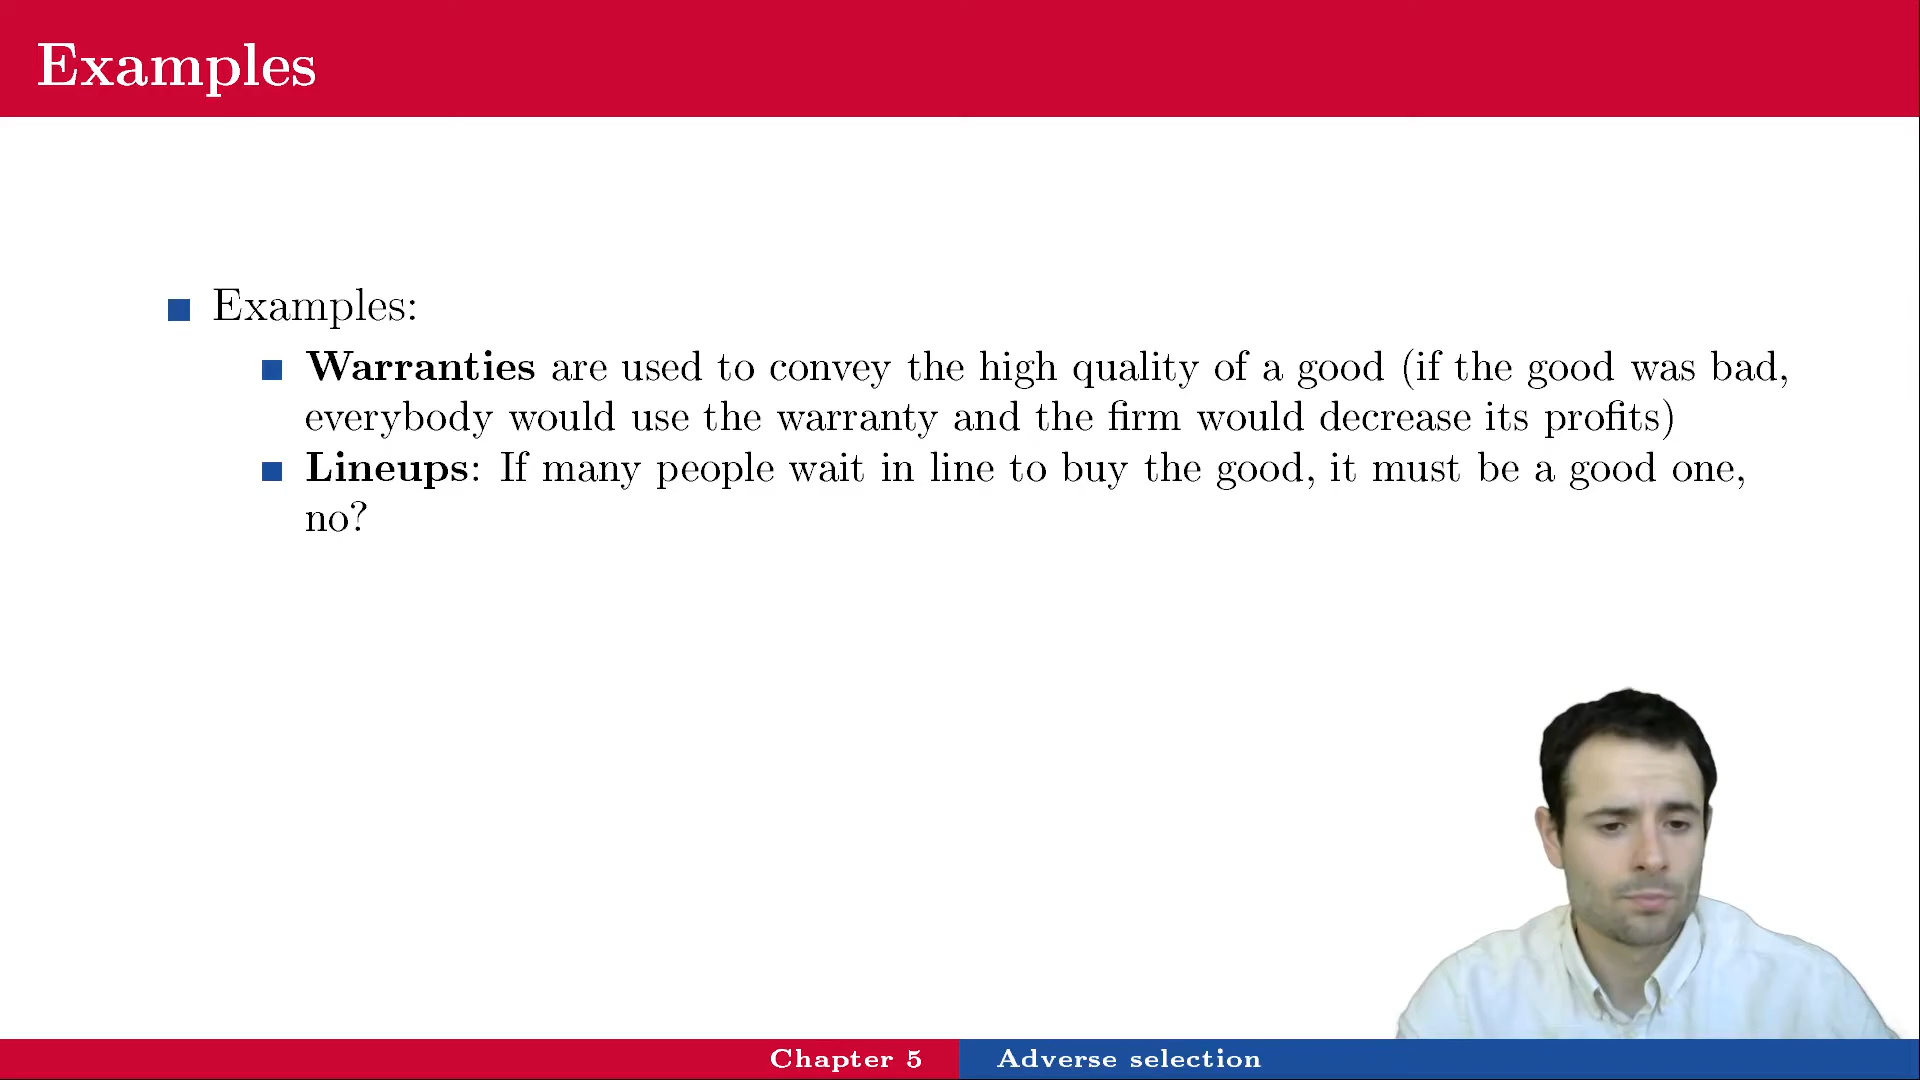 Examples
Examples:
Warranties are used to convey the high quality of a good (if the good was bad,
everybody would use the warranty and the firm would decrease its profits)
Lineups: If many people wait in line to buy the good, it must be a good one,
no?
Chapter 5
Adverse selection